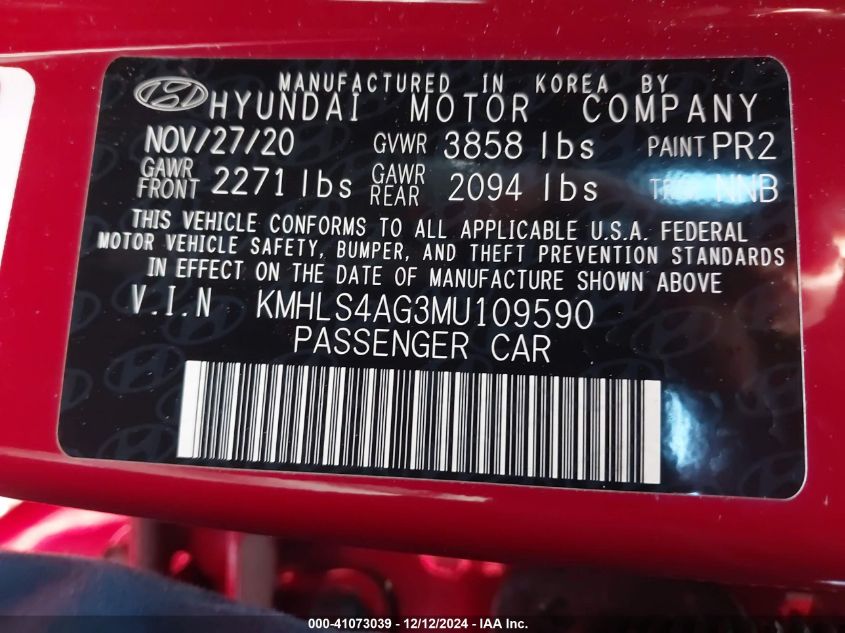 MANUFACTURED IN KOREA BY
HYUNDAI MOTOR COMPANY
NOV/27/20 GVWR 3858 lbs PAINT PR2
GAWR FRONT 2271 lbs GAWR REAR 2094 lbs TRIM NNB
THIS VEHICLE CONFORMS TO ALL APPLICABLE U.S.A. FEDERAL
MOTOR VEHICLE SAFETY, BUMPER, AND THEFT PREVENTION STANDARDS
IN EFFECT ON THE DATE OF MANUFACTURE SHOWN ABOVE
V.I.N KMHLS4AG3MU109590
PASSENGER CAR
000-41073039 - 12/12/2024 - IAA Inc.